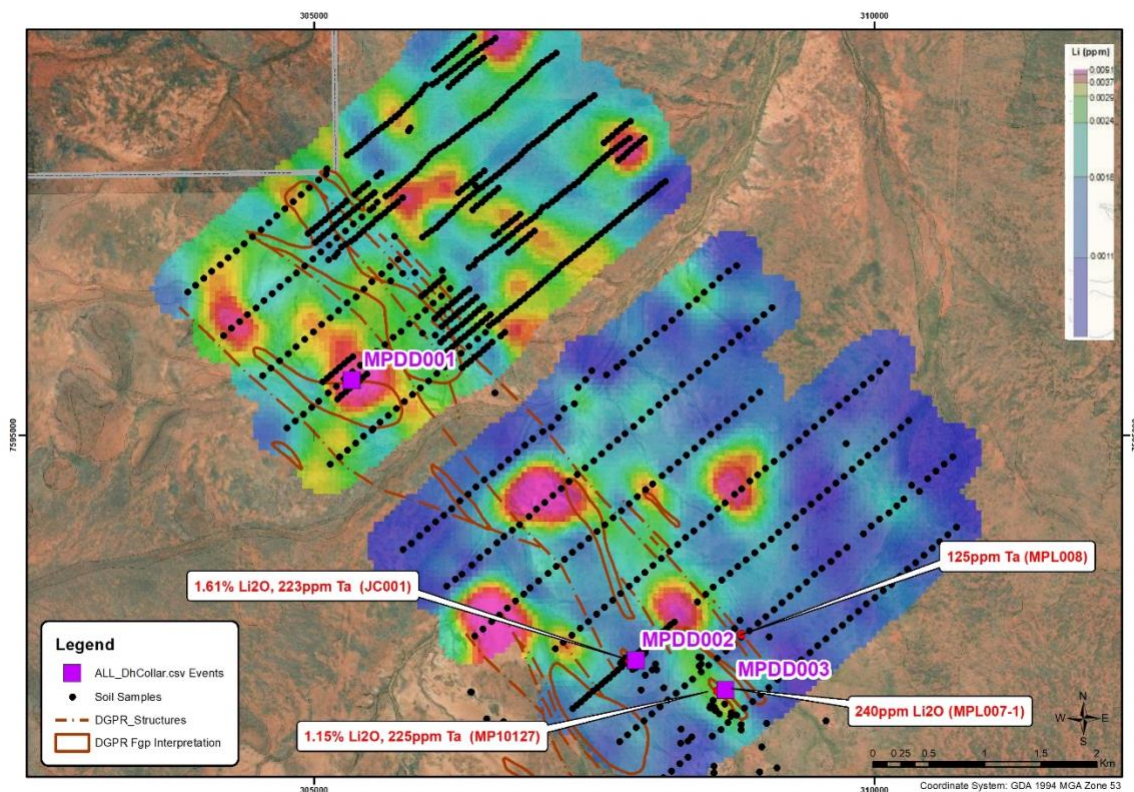 305000
310000
Li (ppm)
0.0091
0.0037
0.0029
0.0024
0.0018
0.0011
MPDD001
7595000
125ppm Ta (MPL008)
1.61% Li2O, 223ppm Ta (JC001)
MPDD002
MPDD003
240ppm Li2O (MPL007-1)
1.15% Li2O, 225ppm Ta (MP10127)
Legend
ALL_DhCollar.csv Events
Soil Samples
DGPR_Structures
DGPR Fgp Interpretation
N
W E
S
0 0.25 0.5 1 1.5 2
Km
305000
310000
Coordinate System: GDA 1994 MGA Zone 53